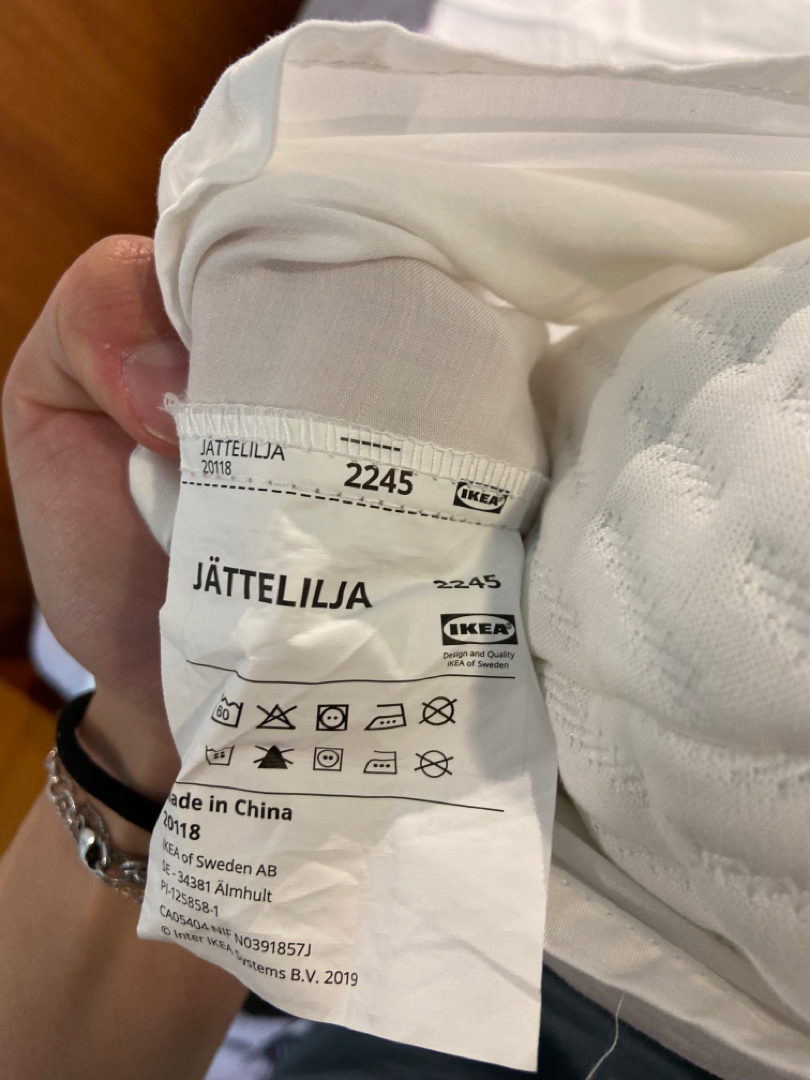 JÄTTELILJA
20118
2245
IKEA®
JÄTTELILJA
2245
IKEA®
Design and Quality
IKEA of Sweden
60
ade in China
20118
IKEA of Sweden AB
SE - 34381 Älmhult
PI-125858-1
CA05404 NIF N0391857J
© Inter IKEA Systems B.V. 2019